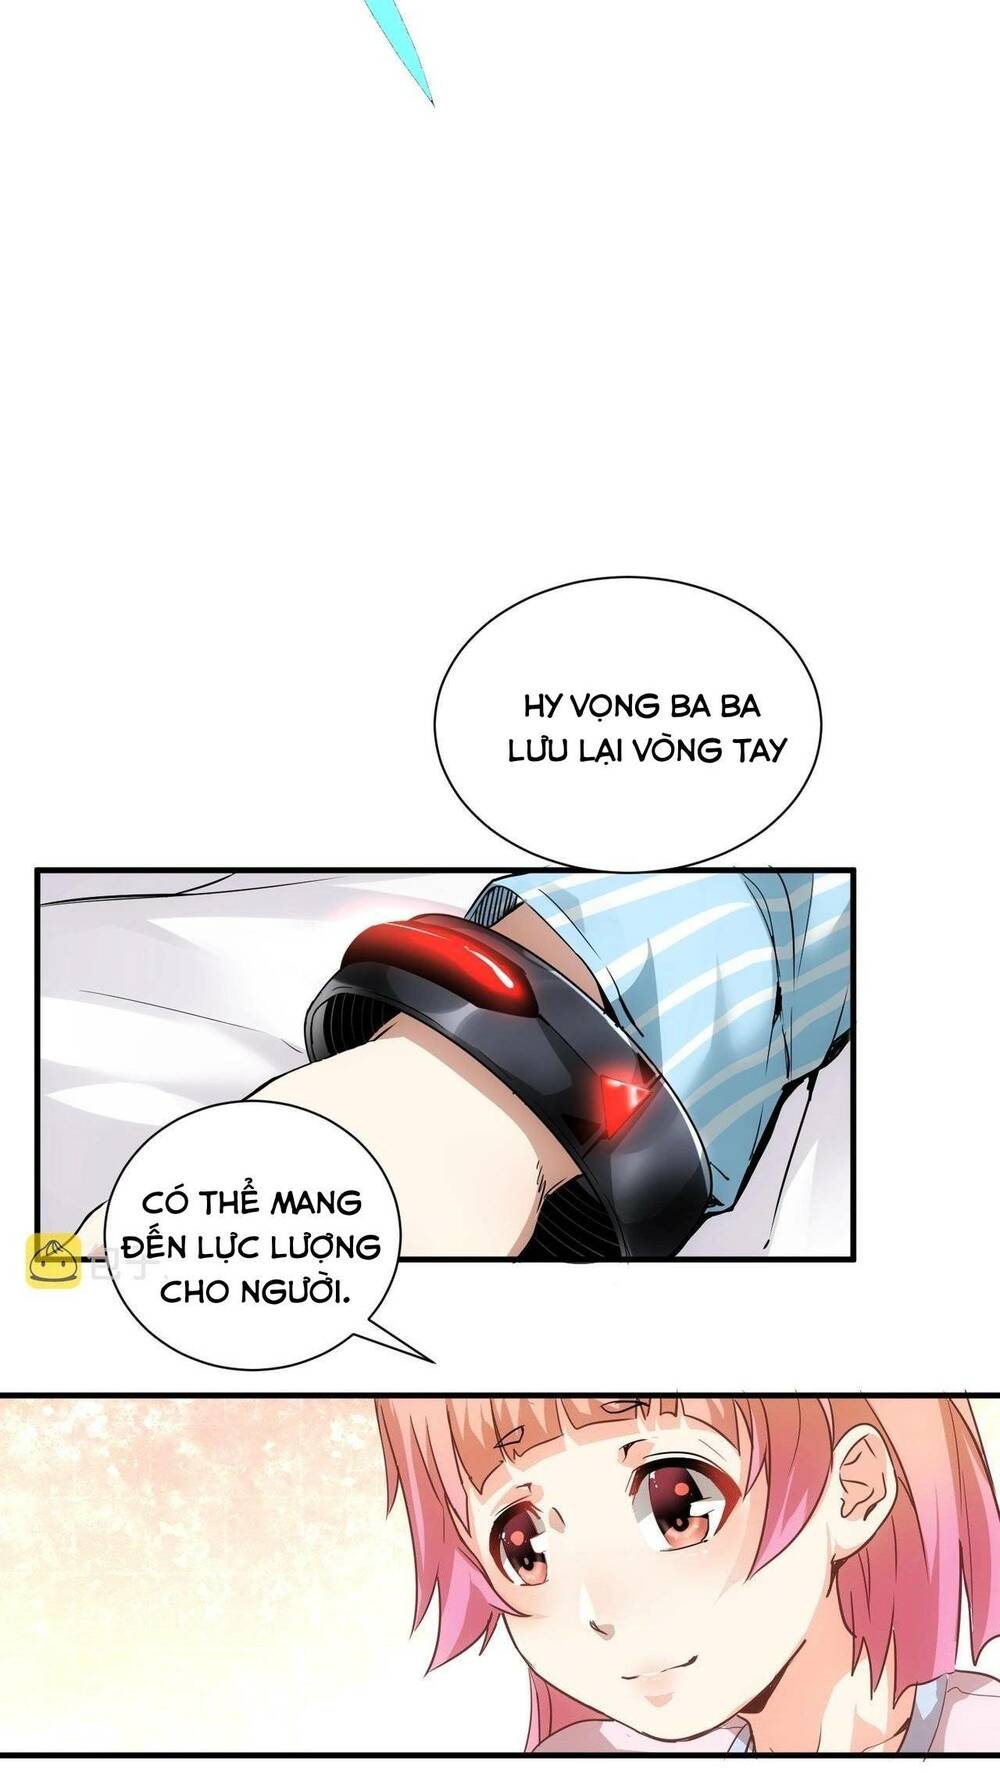 HY VỌNG BA BA
LƯU LẠI VÒNG TAY
CÓ THỂ MANG
ĐẾN LỰC LƯỢNG
CHO NGƯỜI.